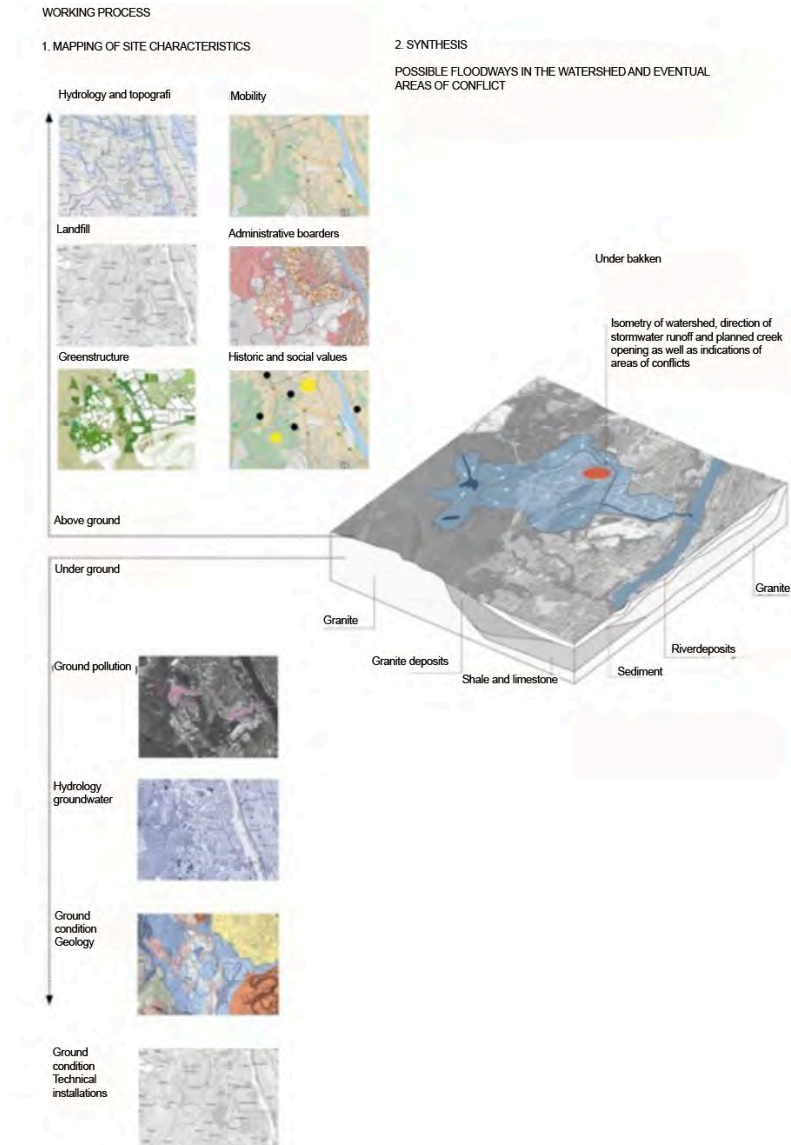 WORKING PROCESS
1. MAPPING OF SITE CHARACTERISTICS
Hydrology and topografi
Mobility
Landfill
Administrative boarders
Greenstructure
Historic and social values
Above ground
Under ground
Ground pollution
Hydrology
groundwater
Ground
condition
Geology
Ground
condition
Technical
installations
2. SYNTHESIS
POSSIBLE FLOODWAYS IN THE WATERSHED AND EVENTUAL
AREAS OF CONFLICT
Under bakken
Isometry of watershed, direction of
stormwater runoff and planned creek
opening as well as indications of
areas of conflicts
Granite
Granite
Granite deposits
Shale and limestone
Sediment
Riverdeposits